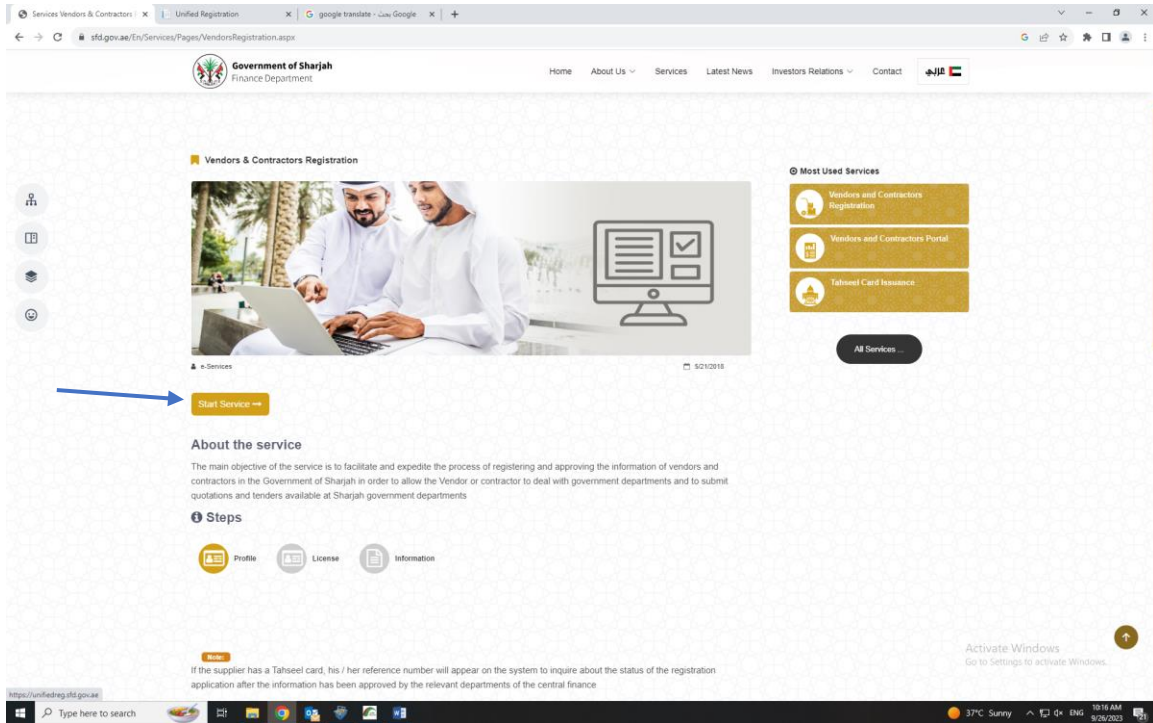 Services Vendors & Contractors
Unified Registration
google translate - بحث Google
sfd.gov.ae/En/Services/Pages/VendorsRegistration.aspx
Government of Sharjah
Finance Department
Home About Us Services Latest News Investors Relations Contact عربي
Vendors & Contractors Registration
Most Used Services
Vendors and Contractors
Registration
Vendors and Contractors Portal
Tahseel Card Issuance
All Services ...
e-Services 5/21/2018
Start Service →
About the service
The main objective of the service is to facilitate and expedite the process of registering and approving the information of vendors and
contractors in the Government of Sharjah in order to allow the Vendor or contractor to deal with government departments and to submit
quotations and tenders available at Sharjah government departments
Steps
Profile License Information
Note:
If the supplier has a Tahseel card, his / her reference number will appear on the system to inquire about the status of the registration
application after the information has been approved by the relevant departments of the central finance
Activate Windows
Go to Settings to activate Windows.
https://unifiedreg.sfd.gov.ae
Type here to search
37°C Sunny ENG
10:16 AM
9/26/2023
21